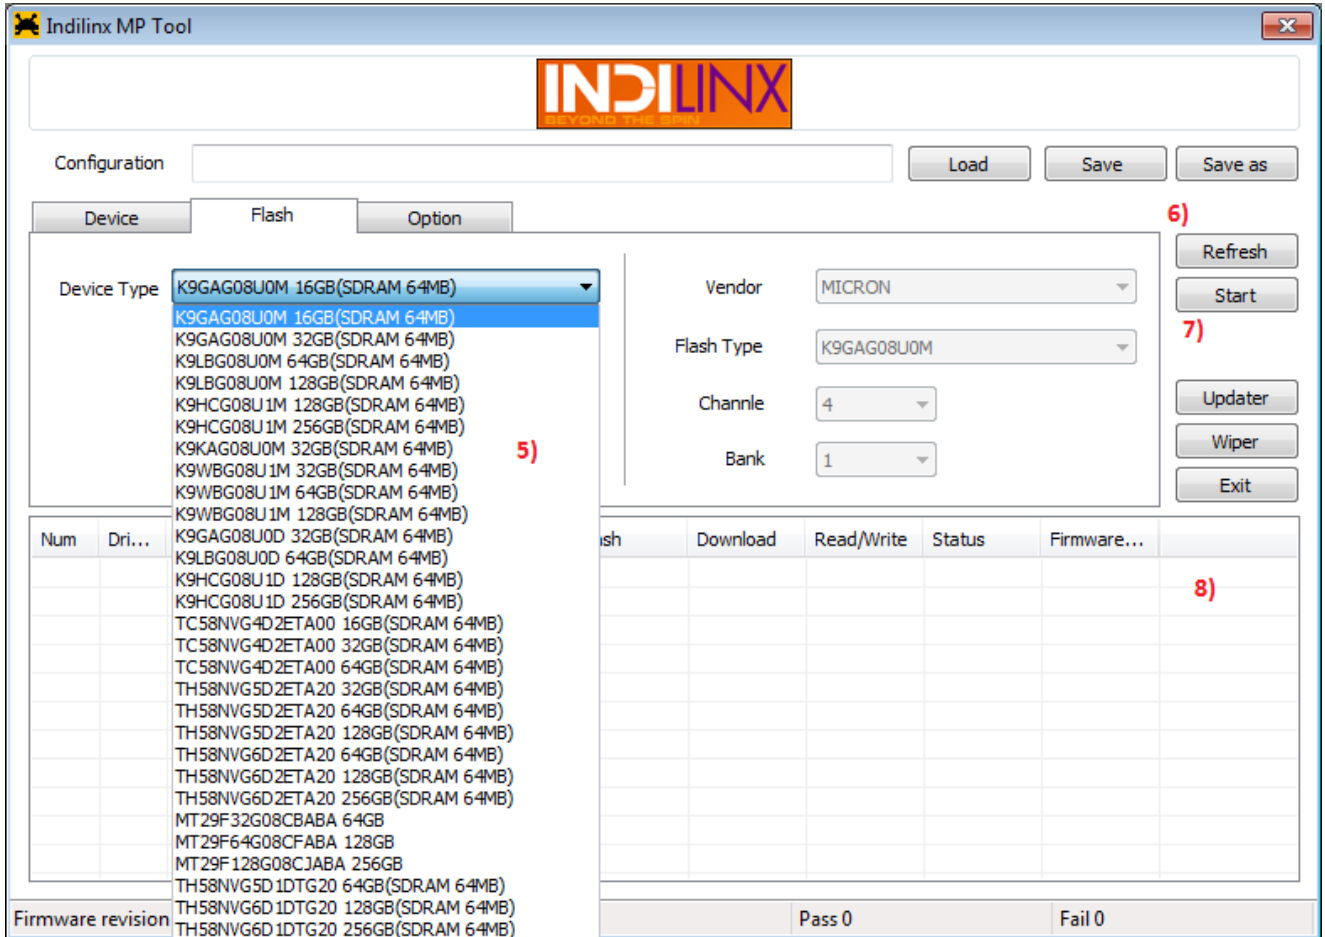 Indilinx MP Tool
INDILINX
BEYOND THE SPIN
Configuration
Load
Save
Save as
Device
Flash
Option
6)
Refresh
Start
7)
Updater
Wiper
Exit
Device Type
K9GAG08U0M 16GB(SDRAM 64MB)
Vendor
MICRON
Flash Type
K9GAG08U0M
Channle
4
Bank
1
K9GAG08U0M 16GB(SDRAM 64MB)
K9GAG08U0M 32GB(SDRAM 64MB)
K9LBG08U0M 64GB(SDRAM 64MB)
K9LBG08U0M 128GB(SDRAM 64MB)
K9HCG08U1M 128GB(SDRAM 64MB)
K9HCG08U1M 256GB(SDRAM 64MB)
K9KAG08U0M 32GB(SDRAM 64MB)
5)
K9WBG08U1M 32GB(SDRAM 64MB)
K9WBG08U1M 64GB(SDRAM 64MB)
K9WBG08U1M 128GB(SDRAM 64MB)
K9GAG08U0D 32GB(SDRAM 64MB)
K9LBG08U0D 64GB(SDRAM 64MB)
K9HCG08U1D 128GB(SDRAM 64MB)
K9HCG08U1D 256GB(SDRAM 64MB)
TC58NVG4D2ETA00 16GB(SDRAM 64MB)
TC58NVG4D2ETA00 32GB(SDRAM 64MB)
TC58NVG4D2ETA00 64GB(SDRAM 64MB)
TH58NVG5D2ETA20 32GB(SDRAM 64MB)
TH58NVG5D2ETA20 64GB(SDRAM 64MB)
TH58NVG5D2ETA20 128GB(SDRAM 64MB)
TH58NVG6D2ETA20 64GB(SDRAM 64MB)
TH58NVG6D2ETA20 128GB(SDRAM 64MB)
TH58NVG6D2ETA20 256GB(SDRAM 64MB)
MT29F32G08CBABA 64GB
MT29F64G08CFABA 128GB
MT29F128G08CJABA 256GB
TH58NVG5D1DTG20 64GB(SDRAM 64MB)
TH58NVG6D1DTG20 128GB(SDRAM 64MB)
TH58NVG6D1DTG20 256GB(SDRAM 64MB)
Num Dri... sh Download Read/Write Status Firmware...
8)
Firmware revision Pass 0 Fail 0